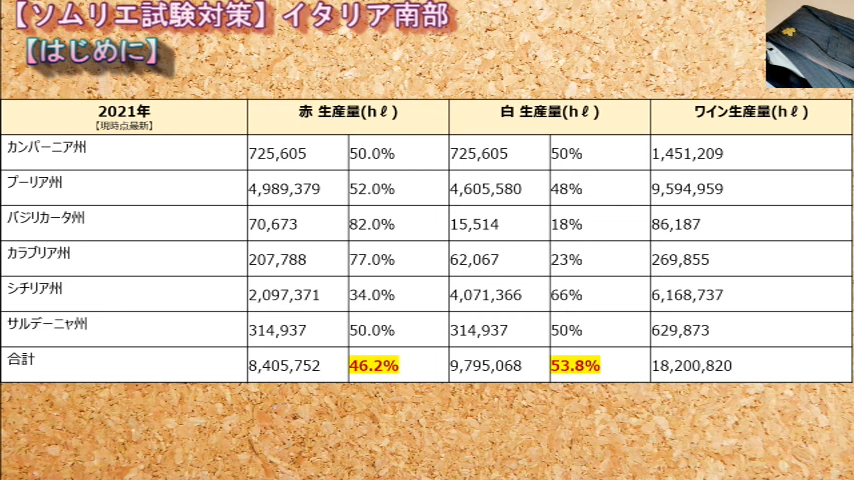 【ソムリエ試験対策】イタリア南部
【はじめに】
2021年 赤 生産量(hℓ) 白 生産量(hℓ) ワイン生産量(hℓ)
【現時点最新】
カンパーニア州 725,605 50.0% 725,605 50% 1,451,209
プーリア州 4,989,379 52.0% 4,605,580 48% 9,594,959
バジリカータ州 70,673 82.0% 15,514 18% 86,187
カラブリア州 207,788 77.0% 62,067 23% 269,855
シチリア州 2,097,371 34.0% 4,071,366 66% 6,168,737
サルデーニャ州 314,937 50.0% 314,937 50% 629,873
合計 8,405,752 46.2% 9,795,068 53.8% 18,200,820